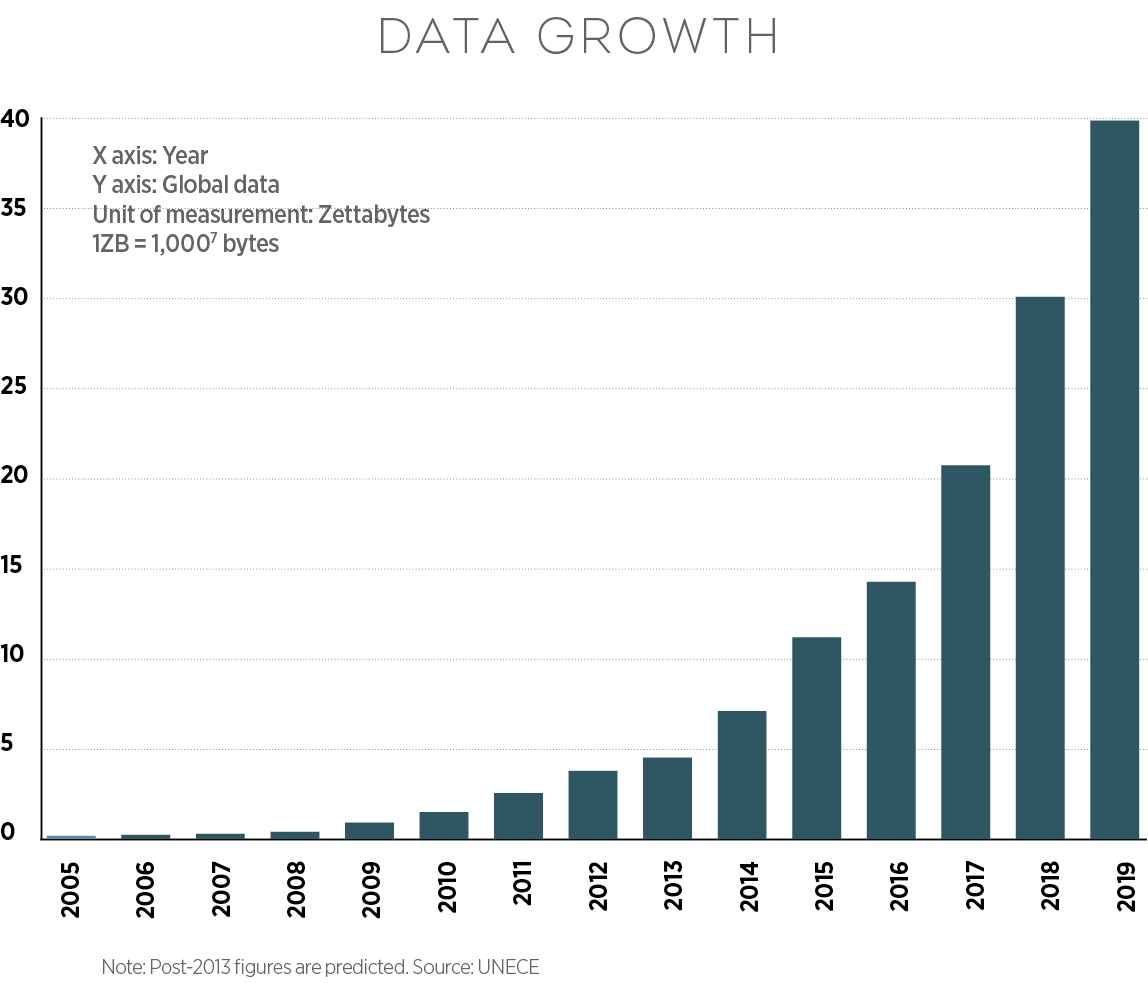 DATA GROWTH
X axis: Year
Y axis: Global data
Unit of measurement: Zettabytes
1ZB = 1,000⁷ bytes
40
35
30
25
20
15
10
5
0
2005 2006 2007 2008 2009 2010 2011 2012 2013 2014 2015 2016 2017 2018 2019
Note: Post-2013 figures are predicted. Source: UNECE